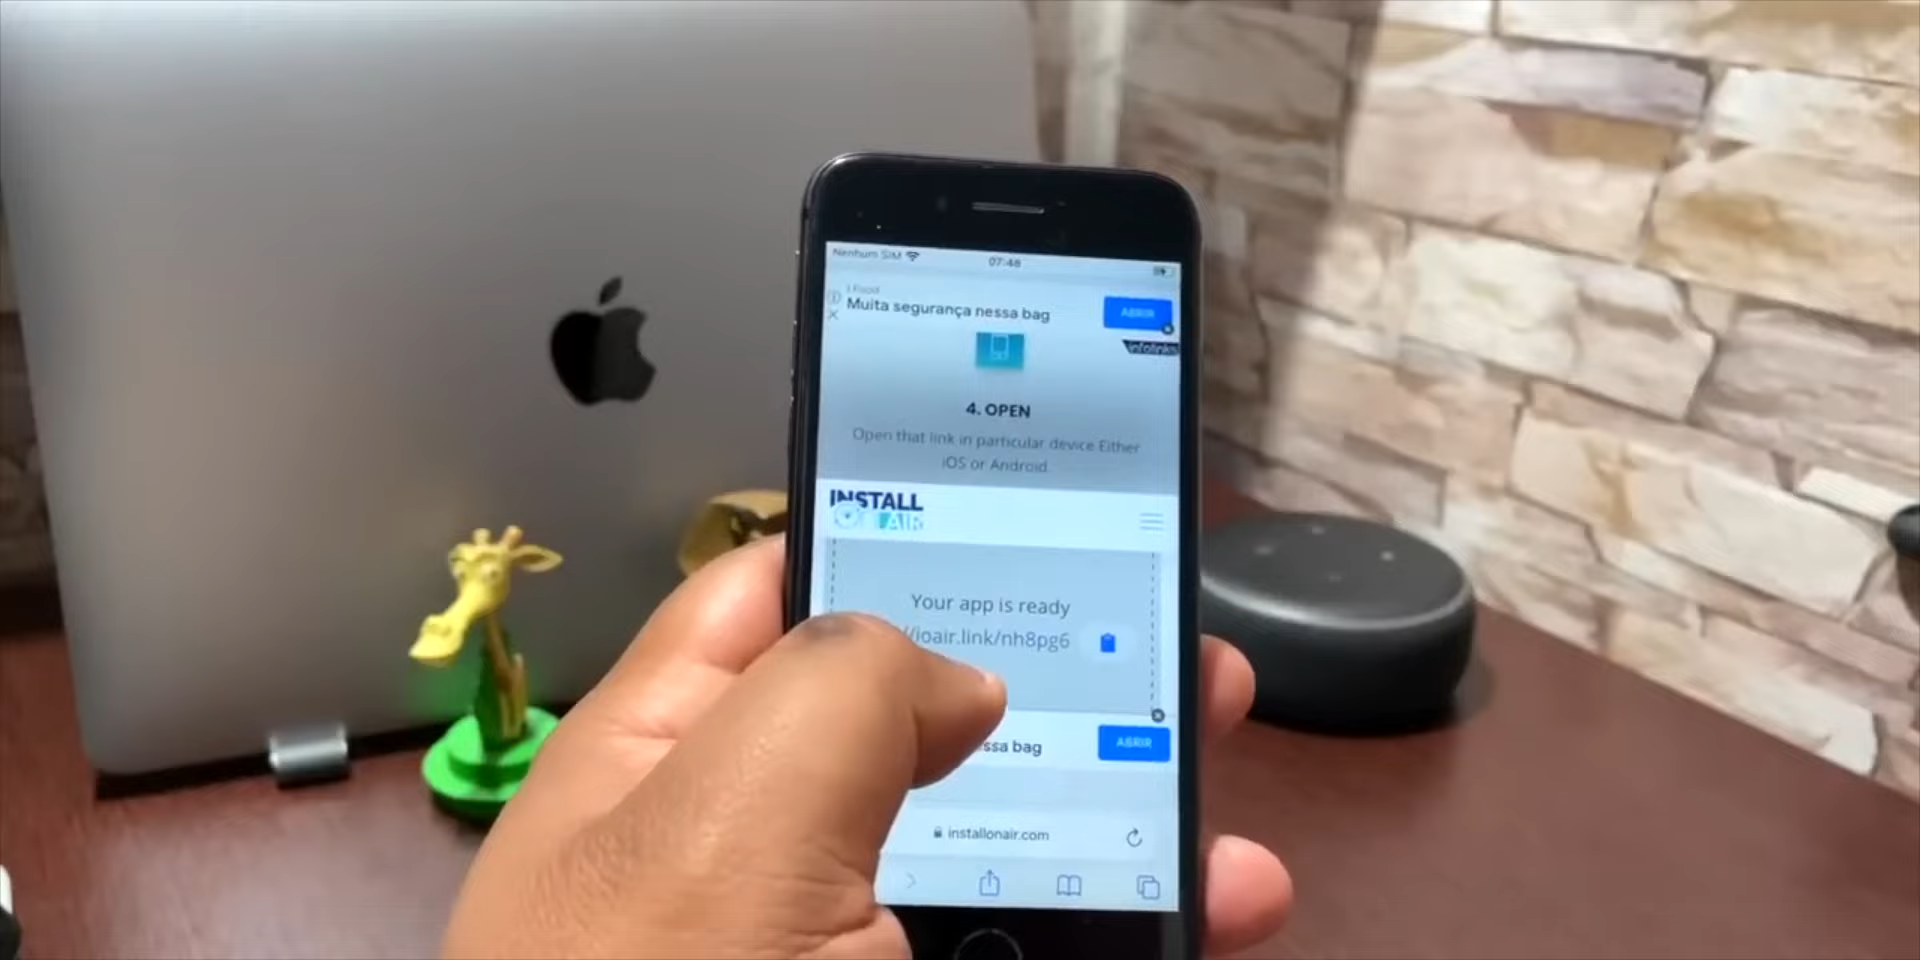 Nenhum SIM
07:48
I Food
Muita segurança nessa bag
ABRIR
infolinks
4. OPEN
Open that link in particular device Either
iOS or Android
INSTALL
AIR
Your app is ready
//ioair.link/nh8pg6
ssa bag
ABRIR
installonair.com